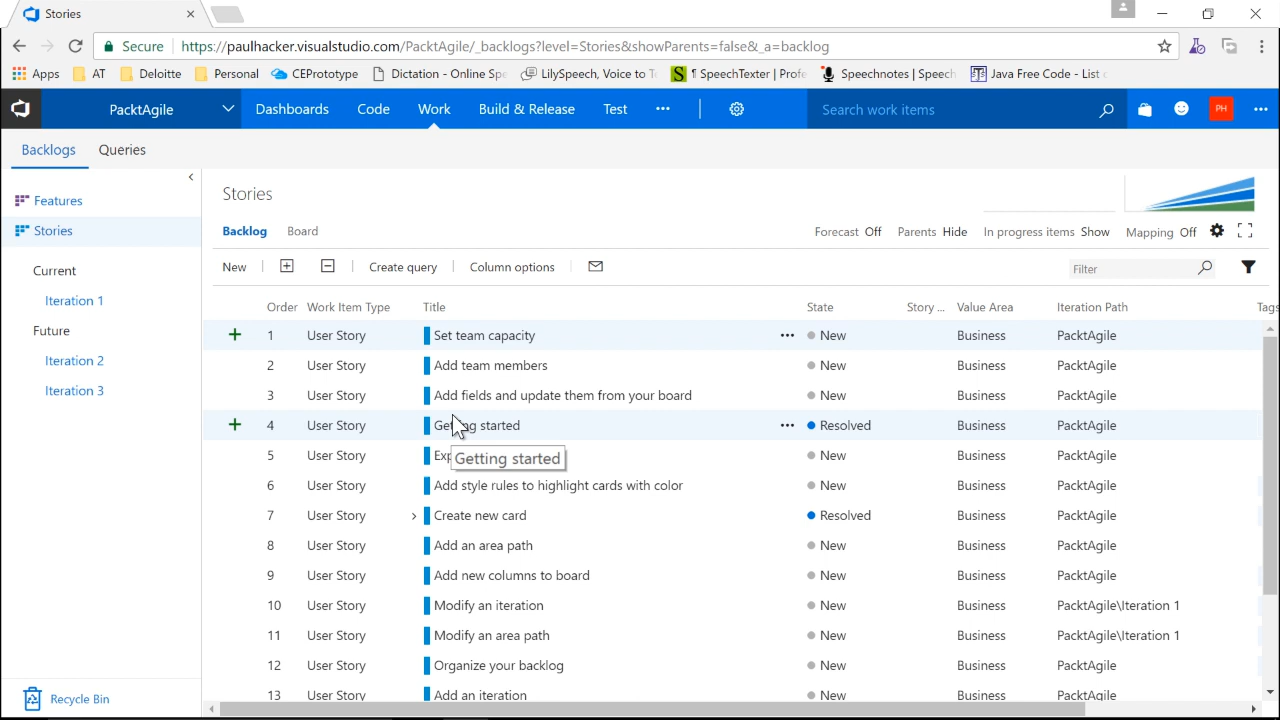 Stories
Secure https://paulhacker.visualstudio.com/PacktAgile/_backlogs?level=Stories&showParents=false&_a=backlog
Apps AT Deloitte Personal CEPrototype Dictation - Online Spe LilySpeech, Voice to T S ¶ SpeechTexter | Profe Speechnotes | Speech Java Free Code - List
PacktAgile Dashboards Code Work Build & Release Test Search work items PH
Backlogs Queries
Features
Stories
Current
Iteration 1
Future
Iteration 2
Iteration 3
Recycle Bin
Stories
Backlog Board Forecast Off Parents Hide In progress items Show Mapping Off
New Create query Column options Filter
Order Work Item Type Title State Story ... Value Area Iteration Path Tags
1 User Story Set team capacity ••• New Business PacktAgile
2 User Story Add team members New Business PacktAgile
3 User Story Add fields and update them from your board New Business PacktAgile
4 User Story Getting started ••• Resolved Business PacktAgile
5 User Story Exp New Business PacktAgile
Getting started
6 User Story Add style rules to highlight cards with color New Business PacktAgile
7 User Story Create new card Resolved Business PacktAgile
8 User Story Add an area path New Business PacktAgile
9 User Story Add new columns to board New Business PacktAgile
10 User Story Modify an iteration New Business PacktAgile\Iteration 1
11 User Story Modify an area path New Business PacktAgile\Iteration 1
12 User Story Organize your backlog New Business PacktAgile
13 User Story Add an iteration New Business PacktAgile